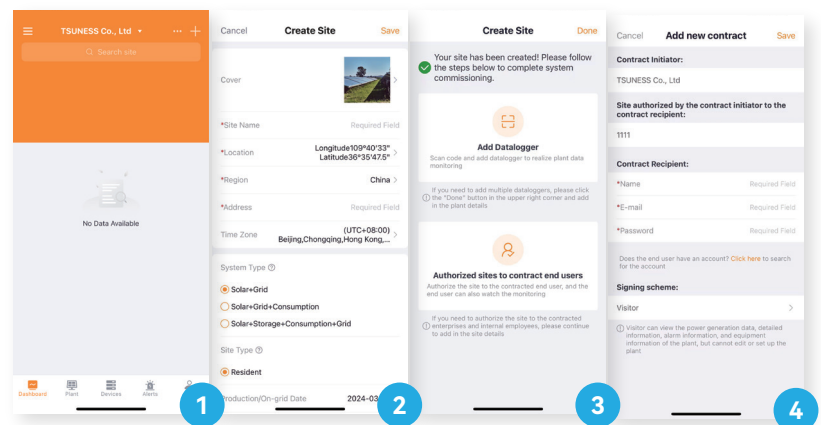 TSUNESS Co., Ltd
Search site
No Data Available
Dashboard
Plant
Devices
Alerts
1
Cancel
Create Site
Save
Cover
*Site Name
Required Field
*Location
Longitude109°40'33"
Latitude36°35'47.5"
*Region
China
*Address
Required Field
Time Zone
(UTC+08:00)
Beijing,Chongqing,Hong Kong,...
System Type
Solar+Grid
Solar+Grid+Consumption
Solar+Storage+Consumption+Grid
Site Type
Resident
Production/On-grid Date
2024-03
2
Create Site
Done
Your site has been created! Please follow
the steps below to complete system
commissioning.
Add Datalogger
Scan code and add datalogger to realize plant data
monitoring
If you need to add multiple dataloggers, please click
the "Done" button in the upper right corner and add
in the plant details
Authorized sites to contract end users
Authorize the site to the contracted end user, and the
end user can also watch the monitoring
If you need to authorize the site to the contracted
enterprises and internal employees, please continue
to add in the site details
3
Cancel
Add new contract
Save
Contract Initiator:
TSUNESS Co., Ltd
Site authorized by the contract initiator to the
contract recipient:
1111
Contract Recipient:
*Name
Required Field
*E-mail
Required Field
*Password
Required Field
Does the end user have an account? Click here to search
for the account
Signing scheme:
Visitor
Visitor can view the power generation data, detailed
information, alarm information, and equipment
information of the plant, but cannot edit or set up the
plant
4